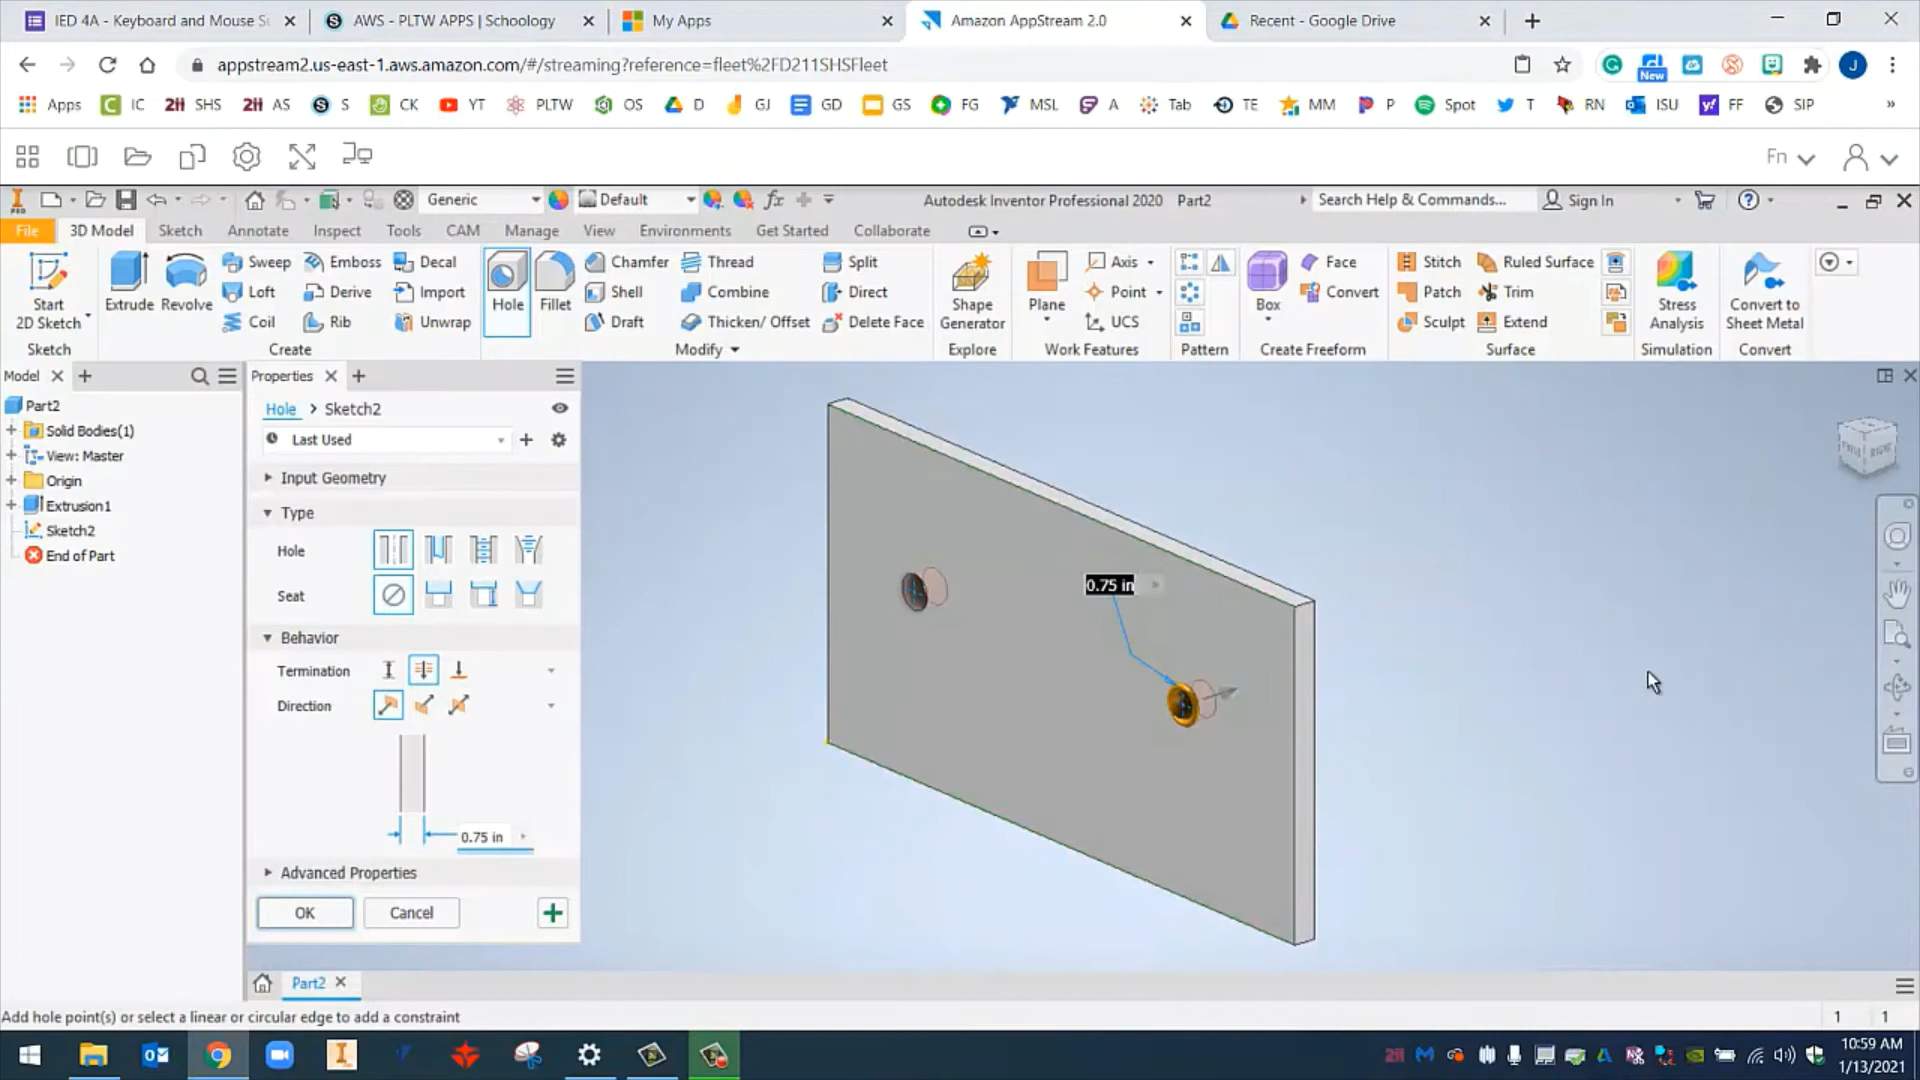 IED 4A - Keyboard and Mouse S
AWS - PLTW APPS | Schoology
My Apps
Amazon AppStream 2.0
Recent - Google Drive
appstream2.us-east-1.aws.amazon.com/#/streaming?reference=fleet%2FD211SHSFleet
New
J
Apps
IC
SHS
AS
S
CK
YT
PLTW
OS
D
GJ
GD
GS
FG
MSL
A
Tab
TE
MM
P
Spot
T
RN
ISU
FF
SIP
Fn
Generic
Default
Autodesk Inventor Professional 2020 Part2
Search Help & Commands...
Sign In
File
3D Model
Sketch
Annotate
Inspect
Tools
CAM
Manage
View
Environments
Get Started
Collaborate
Start
2D Sketch
Sketch
Extrude
Revolve
Sweep
Emboss
Decal
Loft
Derive
Import
Coil
Rib
Unwrap
Create
Hole
Fillet
Chamfer
Thread
Split
Shell
Combine
Direct
Draft
Thicken/ Offset
Delete Face
Modify
Shape
Generator
Explore
Plane
Axis
Point
UCS
Work Features
Pattern
Box
Face
Convert
Create Freeform
Stitch
Ruled Surface
Patch
Trim
Sculpt
Extend
Surface
Stress
Analysis
Simulation
Convert to
Sheet Metal
Convert
Model
Part2
Solid Bodies(1)
View: Master
Origin
Extrusion1
Sketch2
End of Part
Properties
Hole > Sketch2
Last Used
Input Geometry
Type
Hole
Seat
Behavior
Termination
Direction
0.75 in
Advanced Properties
OK
Cancel
0.75 in
Part2
Add hole point(s) or select a linear or circular edge to add a constraint
1 1
10:59 AM
1/13/2021